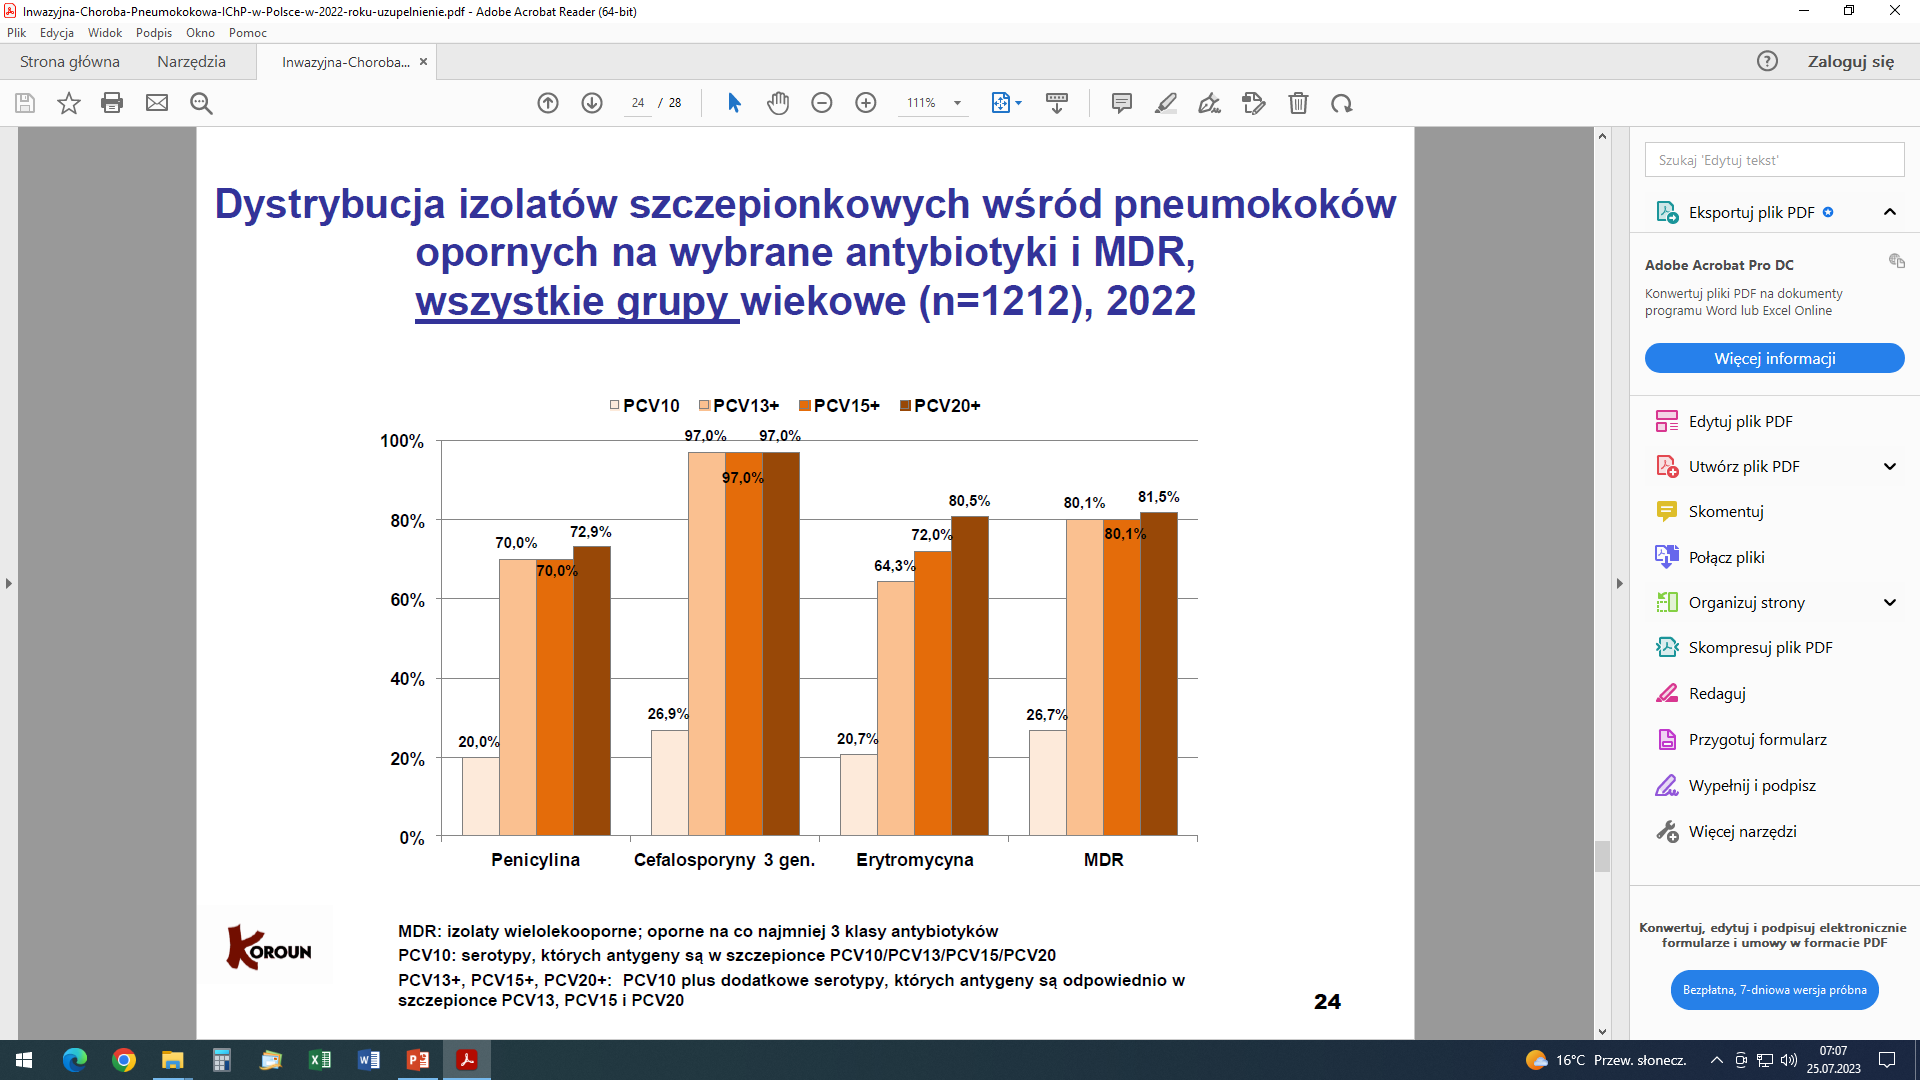 Inwazyjna-Choroba-Pneumokokowa-IChP-w-Polsce-w-2022-roku-uzupelnienie.pdf - Adobe Acrobat Reader (64-bit)
Plik Edycja Widok Podpis Okno Pomoc
Strona główna Narzędzia Inwazyjna-Choroba... × Zaloguj się
24 / 28 111%
Dystrybucja izolatów szczepionkowych wśród pneumokoków
opornych na wybrane antybiotyki i MDR,
wszystkie grupy wiekowe (n=1212), 2022
PCV10 PCV13+ PCV15+ PCV20+
100%
80%
60%
40%
20%
0%
20,0% 70,0% 70,0% 72,9%
26,9% 97,0% 97,0% 97,0%
20,7% 64,3% 72,0% 80,5%
26,7% 80,1% 80,1% 81,5%
Penicylina Cefalosporyny 3 gen. Erytromycyna MDR
KOROUN
MDR: izolaty wielolekooporne; oporne na co najmniej 3 klasy antybiotyków
PCV10: serotypy, których antygeny są w szczepionce PCV10/PCV13/PCV15/PCV20
PCV13+, PCV15+, PCV20+: PCV10 plus dodatkowe serotypy, których antygeny są odpowiednio w
szczepionce PCV13, PCV15 i PCV20
24
Szukaj 'Edytuj tekst'
Eksportuj plik PDF
Adobe Acrobat Pro DC
Konwertuj pliki PDF na dokumenty
programu Word lub Excel Online
Więcej informacji
Edytuj plik PDF
Utwórz plik PDF
Skomentuj
Połącz pliki
Organizuj strony
Skompresuj plik PDF
Redaguj
Przygotuj formularz
Wypełnij i podpisz
Więcej narzędzi
Konwertuj, edytuj i podpisuj elektronicznie
formularze i umowy w formacie PDF
Bezpłatna, 7-dniowa wersja próbna
16°C Przew. słonecz.
07:07
25.07.2023